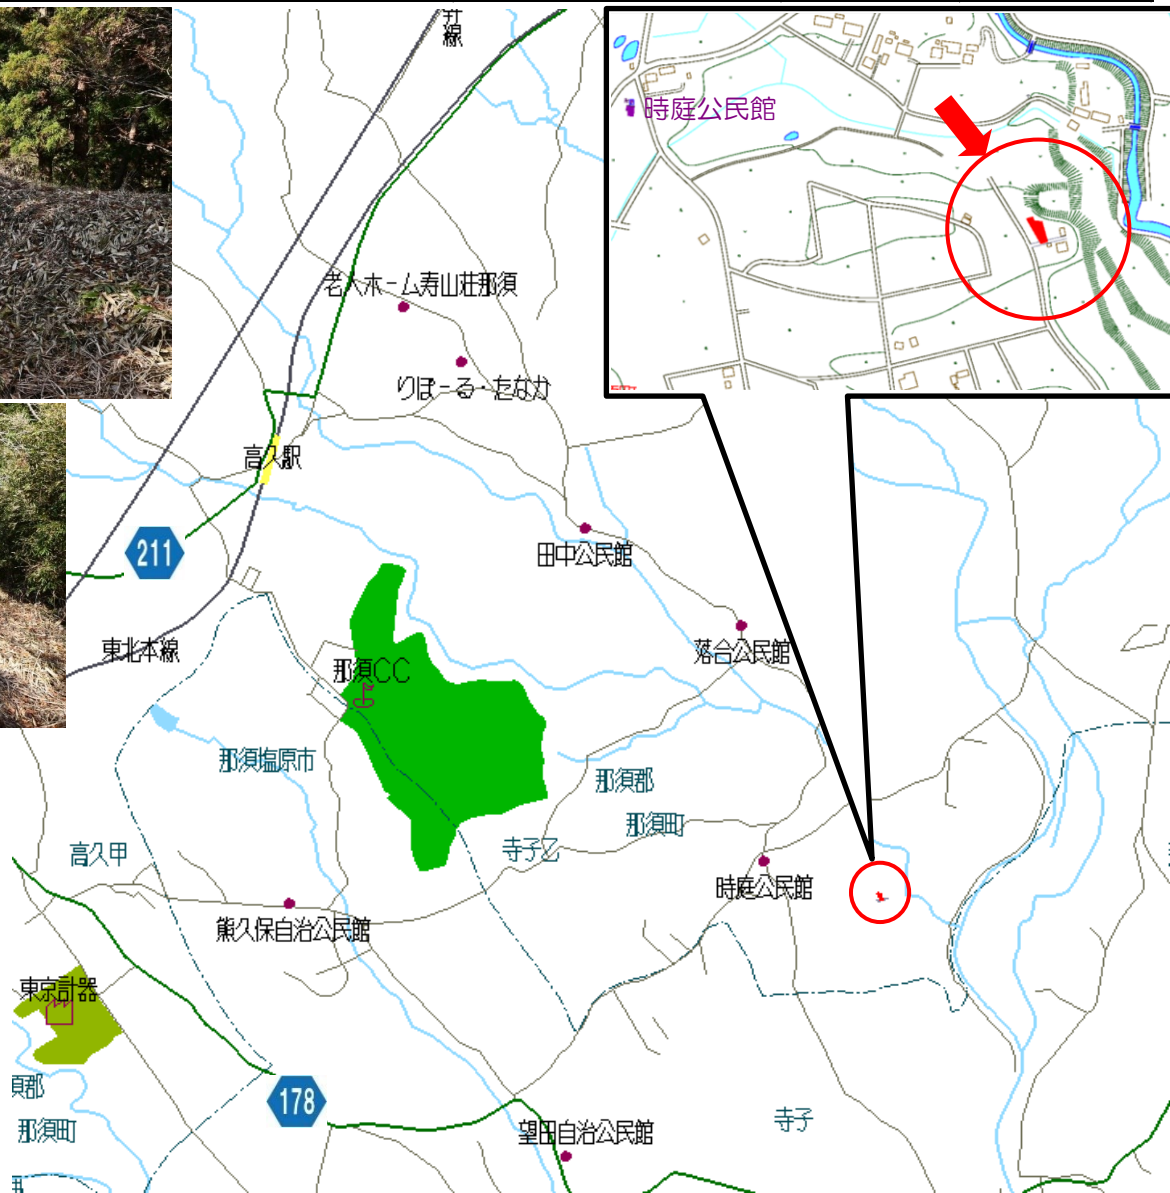 井
線
時庭公民館
老人ホーム寿山荘那須
りぽーる・たなか
高久駅
211
田中公民館
東北本線
落合公民館
那須CC
那須塩原市
那須郡
那須町
高久甲
寺子乙
時庭公民館
熊久保自治公民館
東京計器
178
須郡
那須町
望田自治公民館
寺子